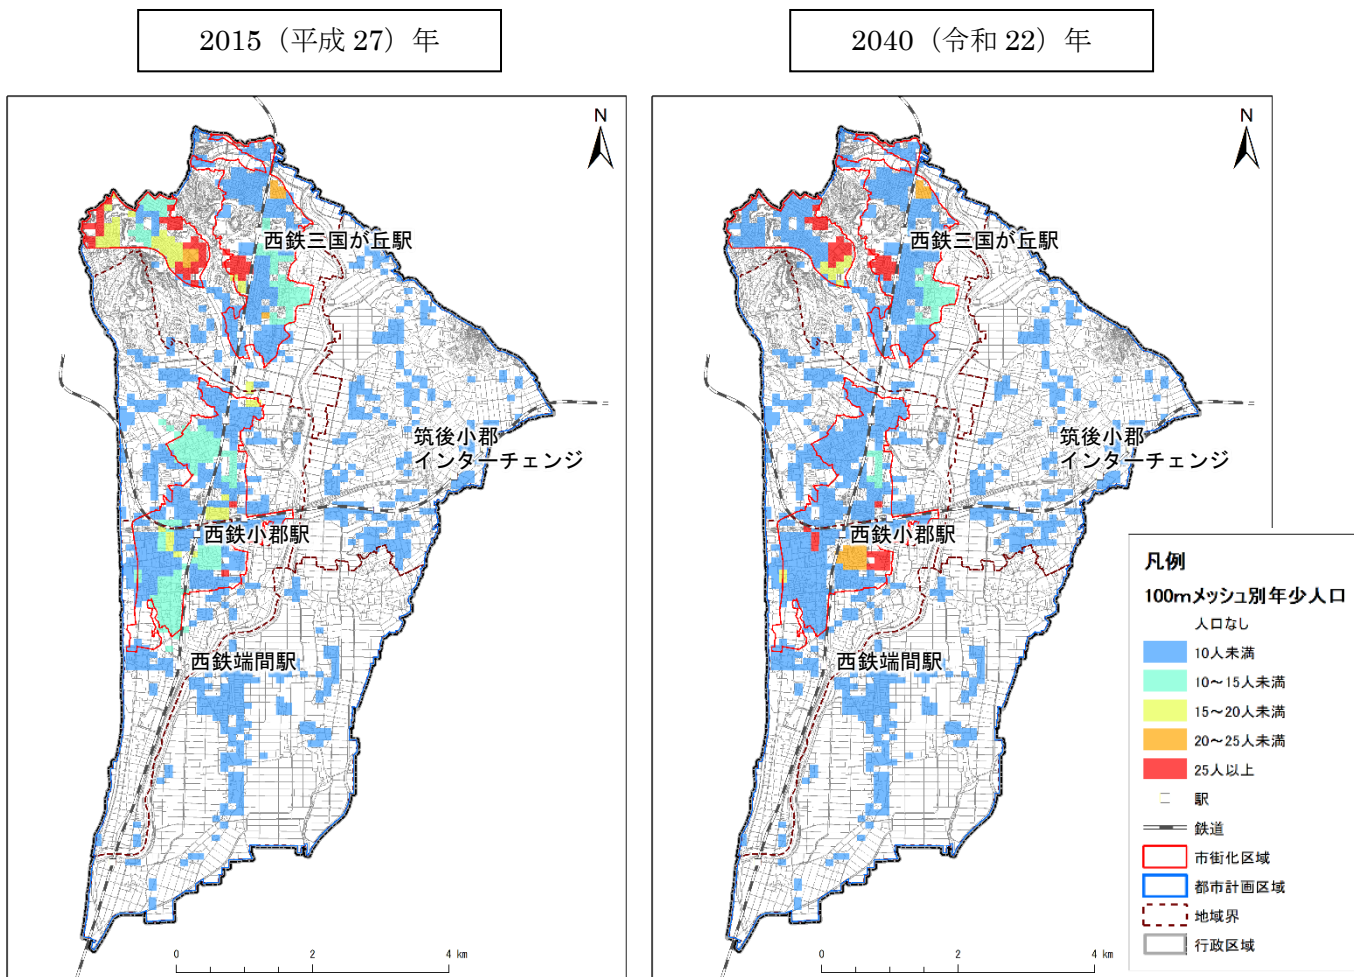 2015（平成 27）年
2040（令和 22）年
N
西鉄三国が丘駅
筑後小郡
インターチェンジ
西鉄小郡駅
西鉄端間駅
0 2 4 km
N
西鉄三国が丘駅
筑後小郡
インターチェンジ
西鉄小郡駅
西鉄端間駅
0 2 4 km
凡例
100mメッシュ別年少人口
人口なし
10人未満
10～15人未満
15～20人未満
20～25人未満
25人以上
駅
鉄道
市街化区域
都市計画区域
地域界
行政区域